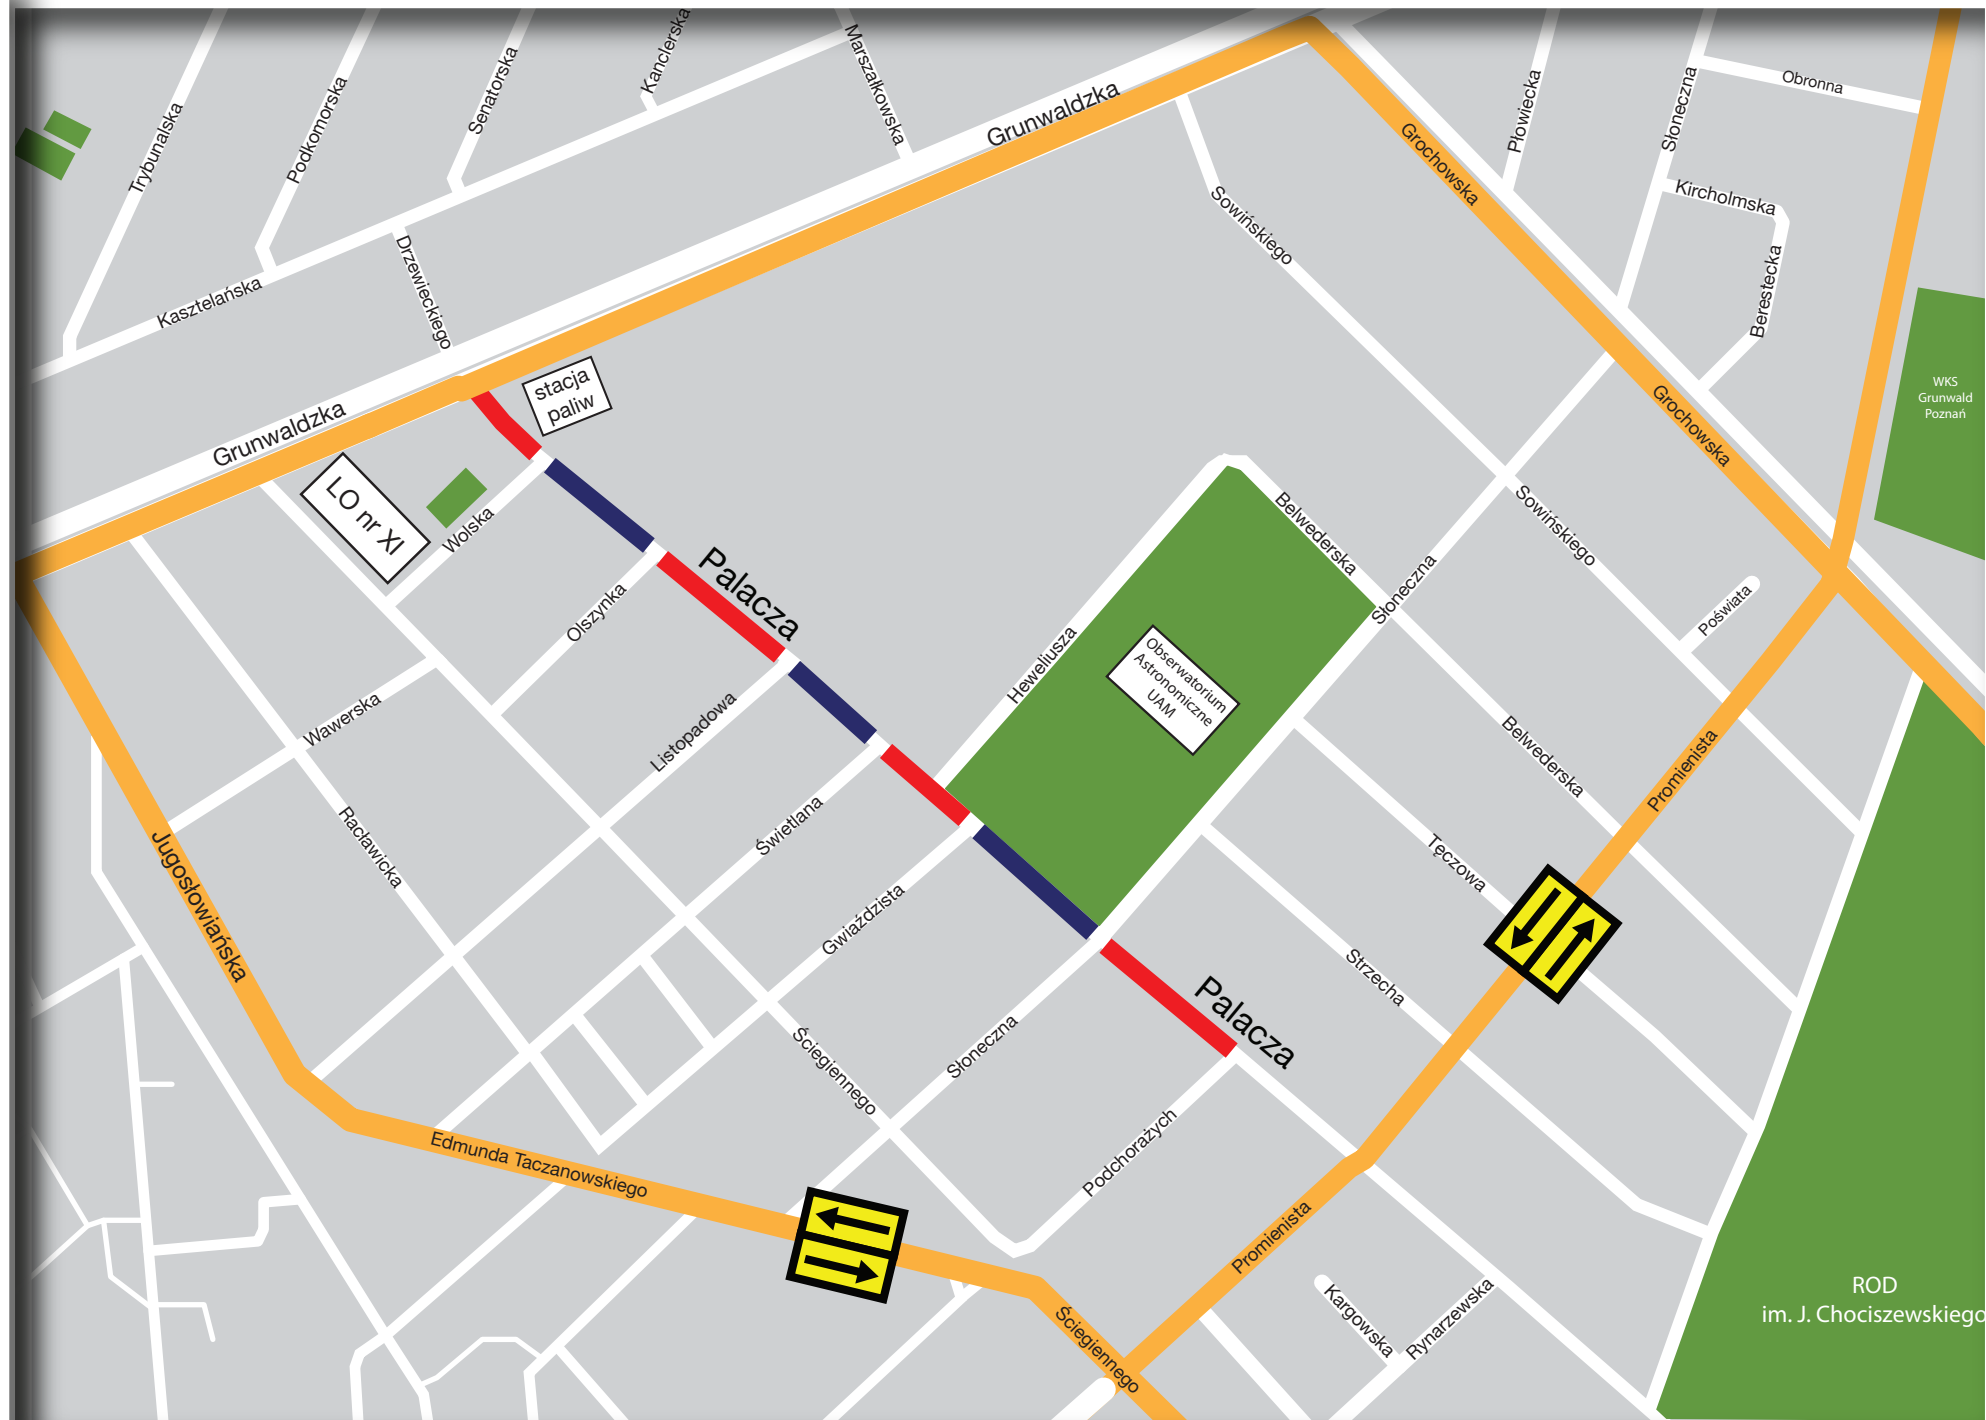 Trybunalska
Podkomorska
Senatorska
Kanclerska
Marszałkowska
Grunwaldzka
Kasztelańska
Drzewieckiego
Grochowska
Płowiecka
Słoneczna
Obronna
Kircholmska
Berestecka
Sowińskiego
WKS
Grunwald
Poznań
stacja
paliw
Grunwaldzka
LO nr XI
Wolska
Olszynka
Palacza
Belwederska
Słoneczna
Sowińskiego
Grochowska
Poświata
Heweliusza
Obserwatorium
Astronomiczne
UAM
Wawerska
Listopadowa
Belwederska
Promienista
Racławicka
Świetlana
Tęczowa
Jugosłowiańska
Gwiaździsta
Strzecha
Palacza
Ściegiennego
Słoneczna
Podchorążych
Edmunda Taczanowskiego
Promienista
Ściegiennego
Kargowska
Rynarzewska
ROD
im. J. Chociszewskiego